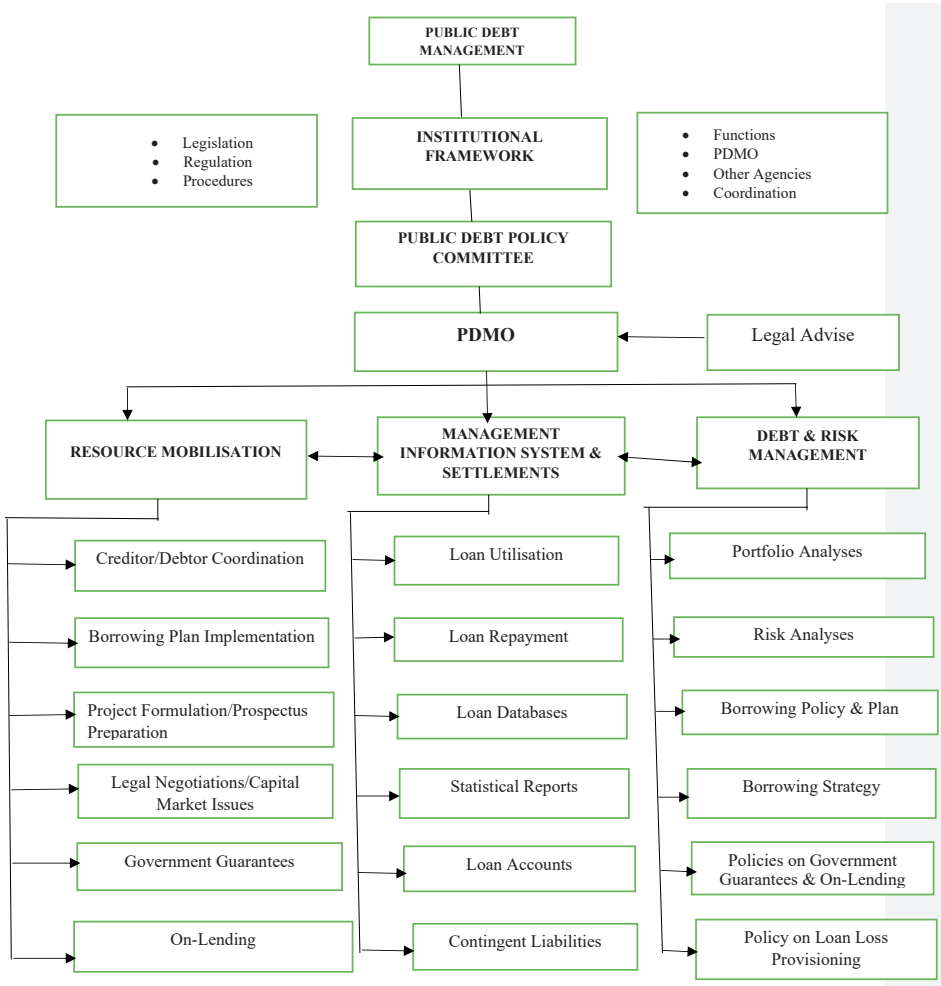 PUBLIC DEBT
MANAGEMENT
• Legislation
• Regulation
• Procedures
INSTITUTIONAL
FRAMEWORK
• Functions
• PDMO
• Other Agencies
• Coordination
PUBLIC DEBT POLICY
COMMITTEE
PDMO
Legal Advise
RESOURCE MOBILISATION
MANAGEMENT
INFORMATION SYSTEM &
SETTLEMENTS
DEBT & RISK
MANAGEMENT
Creditor/Debtor Coordination
Borrowing Plan Implementation
Project Formulation/Prospectus
Preparation
Legal Negotiations/Capital
Market Issues
Government Guarantees
On-Lending
Loan Utilisation
Loan Repayment
Loan Databases
Statistical Reports
Loan Accounts
Contingent Liabilities
Portfolio Analyses
Risk Analyses
Borrowing Policy & Plan
Borrowing Strategy
Policies on Government
Guarantees & On-Lending
Policy on Loan Loss
Provisioning